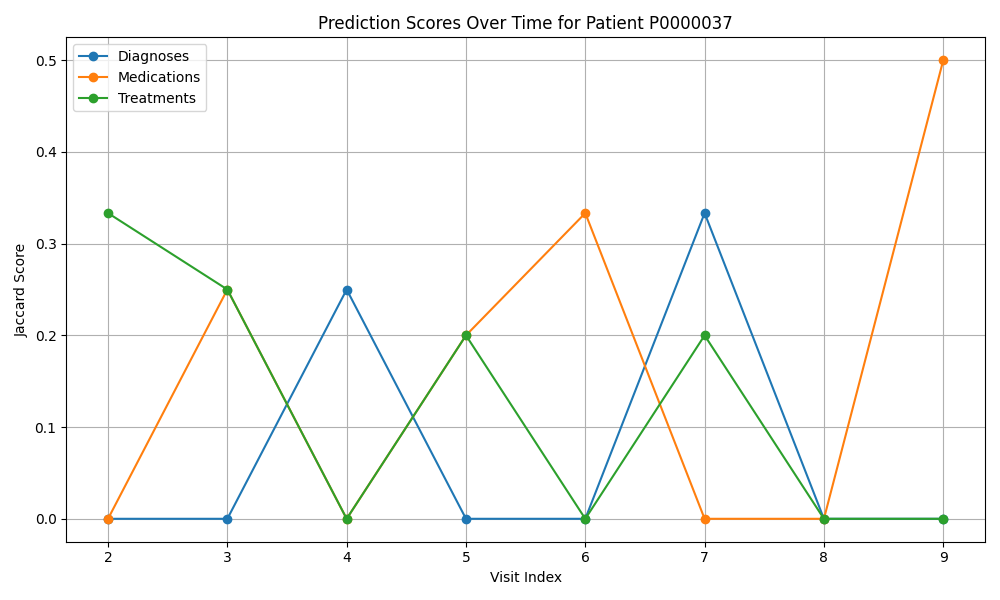 Prediction Scores Over Time for Patient P0000037
Diagnoses
Medications
Treatments
0.5
0.4
0.3
0.2
0.1
0.0
Jaccard Score
2 3 4 5 6 7 8 9
Visit Index